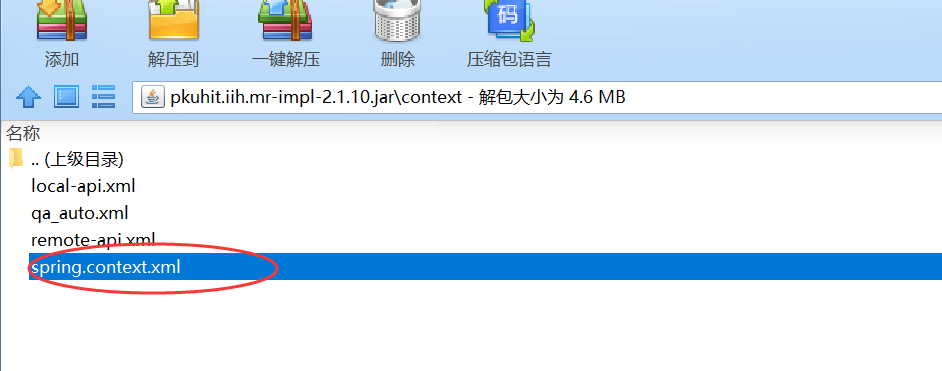 添加 解压到 一键解压 删除 压缩包语言
码
pkuhit.iih.mr-impl-2.1.10.jar\context - 解包大小为 4.6 MB
名称
.. (上级目录)
local-api.xml
qa_auto.xml
remote-api.xml
spring.context.xml